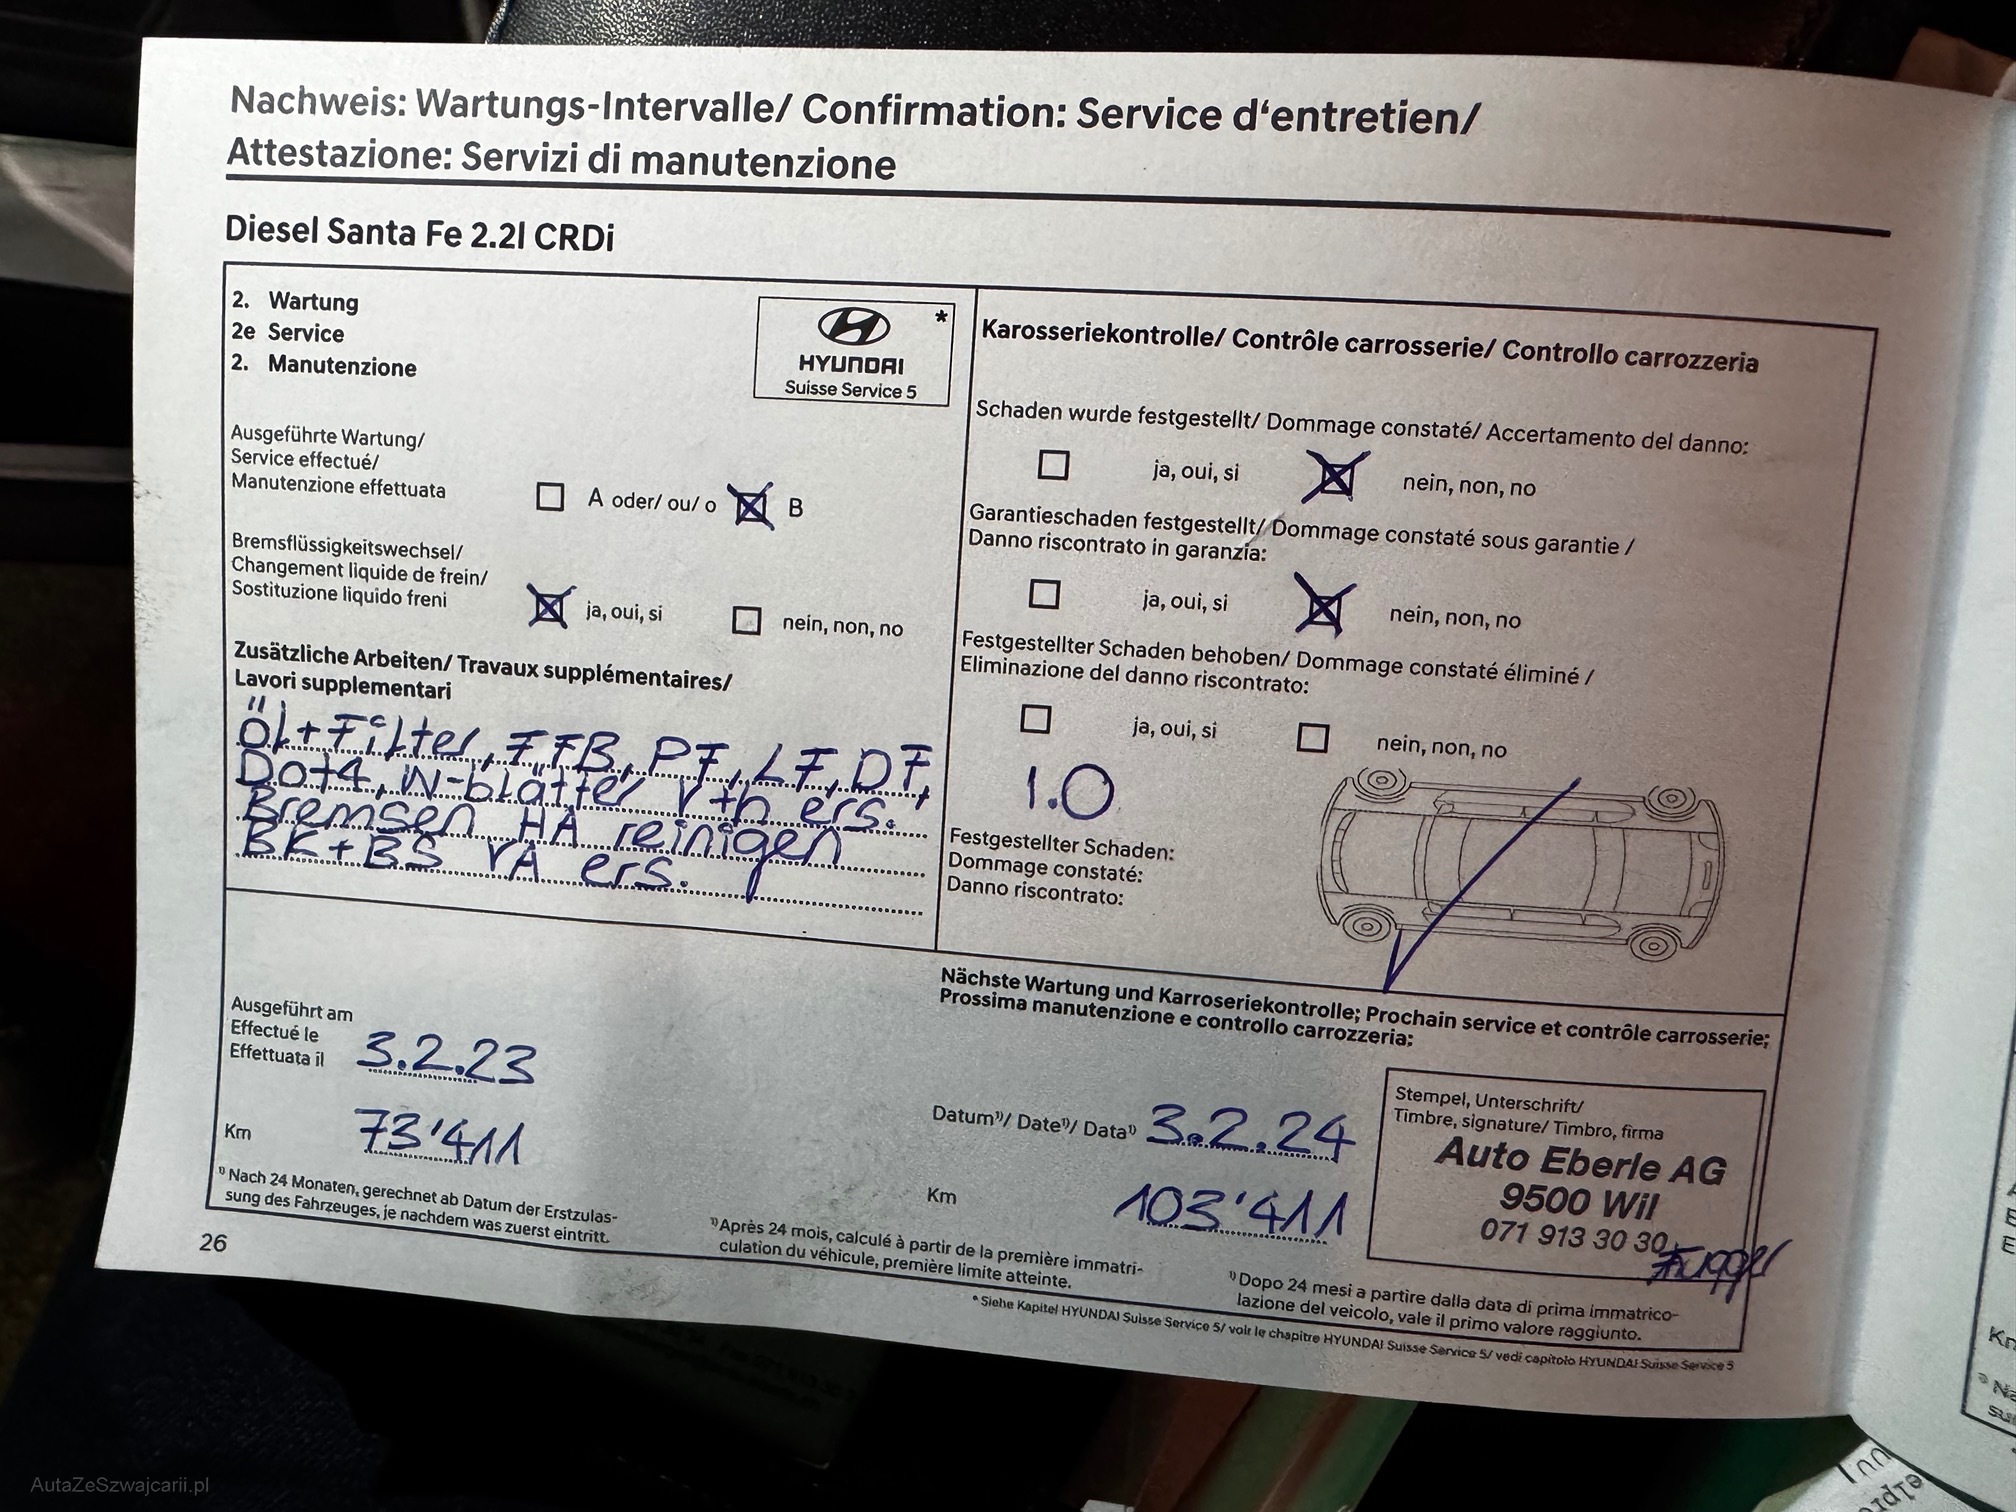 Nachweis: Wartungs-Intervalle/ Confirmation: Service d'entretien/
Attestazione: Servizi di manutenzione
Diesel Santa Fe 2.2l CRDi
2. Wartung
2e Service
2. Manutenzione
*
HYUNDAI
Suisse Service 5
Ausgeführte Wartung/
Service effectué/
Manutenzione effettuata
A oder/ ou/ o
B
Bremsflüssigkeitswechsel/
Changement liquide de frein/
Sostituzione liquido freni
ja, oui, si
nein, non, no
Zusätzliche Arbeiten/ Travaux supplémentaires/
Lavori supplementari
Öl+Filter, FFB, PF, LF, DF,
Dot4, W-blätter V+h ers.
Bremsen HA reinigen
BK+BS VA ers.
Karosseriekontrolle/ Contrôle carrosserie/ Controllo carrozzeria
Schaden wurde festgestellt/ Dommage constaté/ Accertamento del danno:
ja, oui, si
nein, non, no
Garantieschaden festgestellt/ Dommage constaté sous garantie /
Danno riscontrato in garanzia:
ja, oui, si
nein, non, no
Festgestellter Schaden behoben/ Dommage constaté éliminé /
Eliminazione del danno riscontrato:
ja, oui, si
nein, non, no
1.0
Festgestellter Schaden:
Dommage constaté:
Danno riscontrato:
Ausgeführt am
Effectué le
Effettuata il
3.2.23
Km
73'411
Nächste Wartung und Karroseriekontrolle; Prochain service et contrôle carrosserie;
Prossima manutenzione e controllo carrozzeria:
Datum¹⁾/ Date¹⁾/ Data¹⁾ 3.2.24
Km
103'411
Stempel, Unterschrift/
Timbre, signature/ Timbro, firma
Auto Eberle AG
9500 Wil
071 913 30 30
¹⁾ Nach 24 Monaten, gerechnet ab Datum der Erstzulas-
sung des Fahrzeuges, je nachdem was zuerst eintritt.
¹⁾ Après 24 mois, calculé à partir de la première immatri-
culation du véhicule, première limite atteinte.
¹⁾ Dopo 24 mesi a partire dalla data di prima immatrico-
lazione del veicolo, vale il primo valore raggiunto.
* Siehe Kapitel HYUNDAI Suisse Service 5/ voir le chapitre HYUNDAI Suisse Service 5/ vedi capitolo HYUNDAI Suisse Service 5
26
AutaZeSzwajcarii.pl